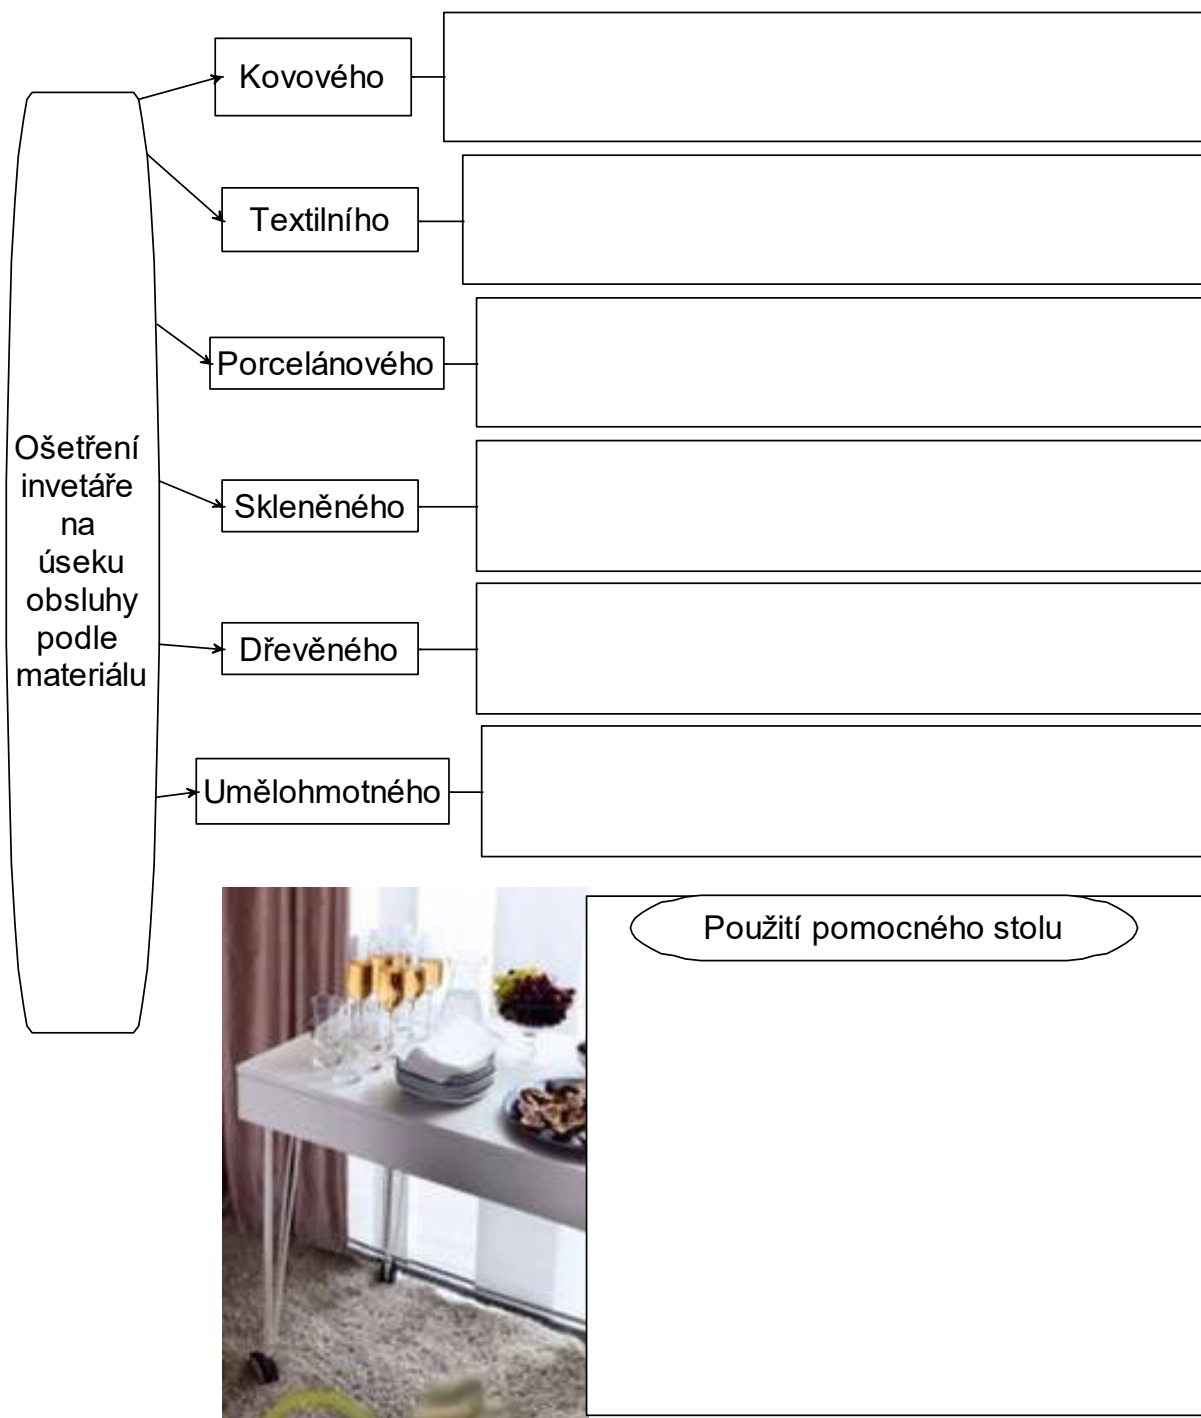 Kovového
Textilního
Porcelánového
Ošetření
invetáře
na
úseku
obsluhy
podle
materiálu
Skleněného
Dřevěného
Umělohmotného
Použití pomocného stolu